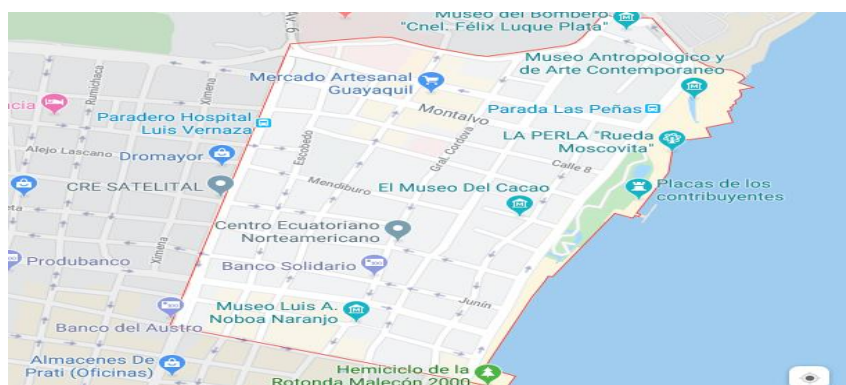 Museo del Bombero
"Cnel. Félix Luque Plata"
Av. 6
Museo Antropologico y
de Arte Contemporaneo
Mercado Artesanal
Guayaquil
Rumichaca
Ximena
Montalvo
Parada Las Peñas
Paradero Hospital
Luis Vernaza
Escobedo
Gral. Cordova
LA PERLA "Rueda
Moscovita"
Alejo Lascano
Dromayor
Calle 8
CRE SATELITAL
Mendiburo
El Museo Del Cacao
Placas de los
contribuyentes
Centro Ecuatoriano
Norteamericano
Ximena
Produbanco
Banco Solidario
Junín
Museo Luis A.
Noboa Naranjo
Banco del Austro
Almacenes De
Prati (Oficinas)
Hemiciclo de la
Rotonda Malecón 2000